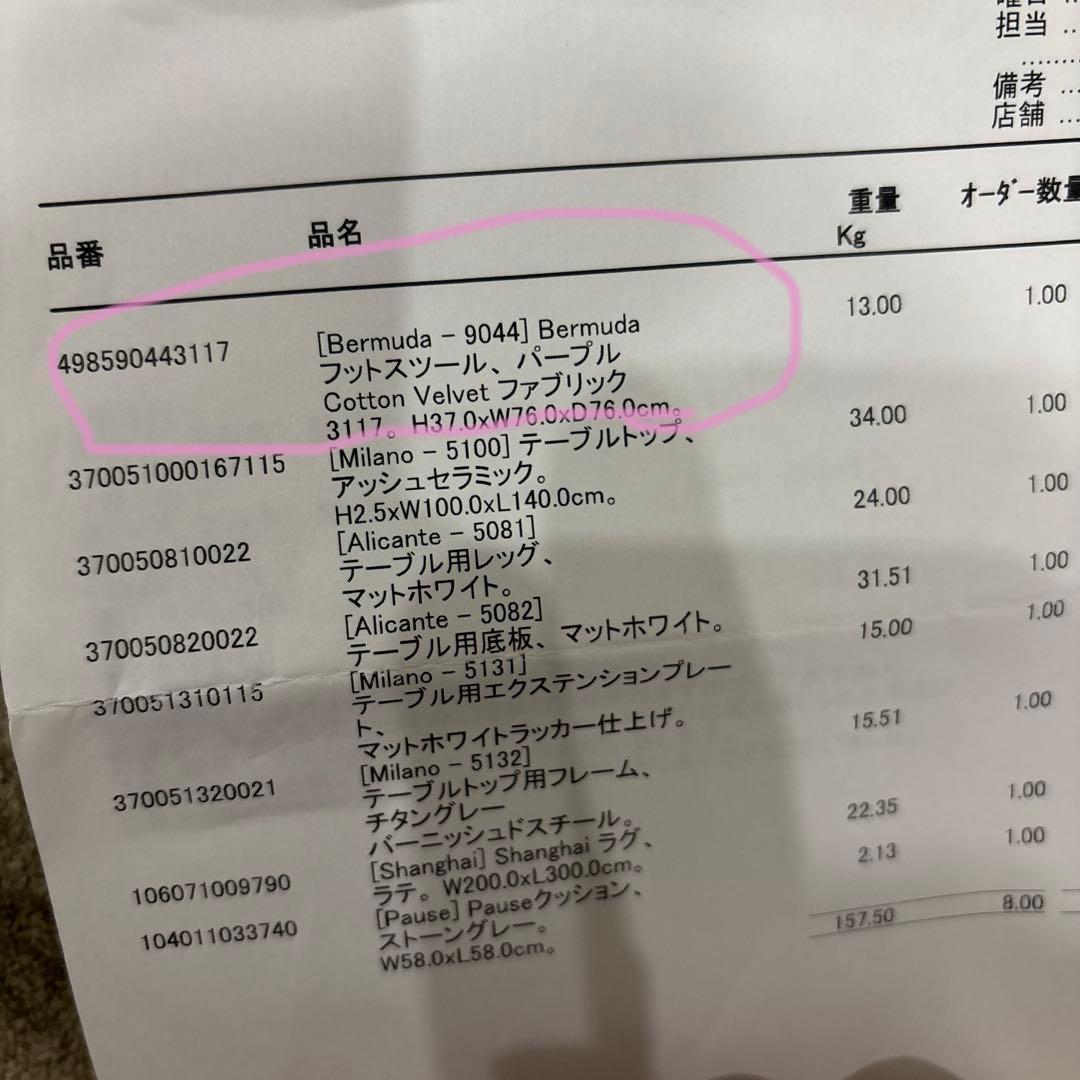 担当 ‥
備考 ‥
店舗 ‥
品番 品名 重量 Kg オーダー数量
498590443117 [Bermuda - 9044] Bermuda 13.00 1.00
フットスツール、パープル
Cotton Velvet ファブリック
3117。H37.0xW76.0xD76.0cm。
370051000167115 [Milano - 5100] テーブルトップ、 34.00 1.00
アッシュセラミック。
H2.5xW100.0xL140.0cm。
370050810022 [Alicante - 5081] 24.00 1.00
テーブル用レッグ、
マットホワイト。
370050820022 [Alicante - 5082] 31.51 1.00
テーブル用底板、マットホワイト。
370051310115 [Milano - 5131] 15.00 1.00
テーブル用エクステンションプレー
ト、
マットホワイトラッカー仕上げ。
370051320021 [Milano - 5132] 15.51 1.00
テーブルトップ用フレーム、
チタングレー
バーニッシュドスチール。
106071009790 [Shanghai] Shanghai ラグ、 22.35 1.00
ラテ。W200.0xL300.0cm。
104011033740 [Pause] Pauseクッション、 2.13 1.00
ストーングレー。
W58.0xL58.0cm。
157.50 8.00